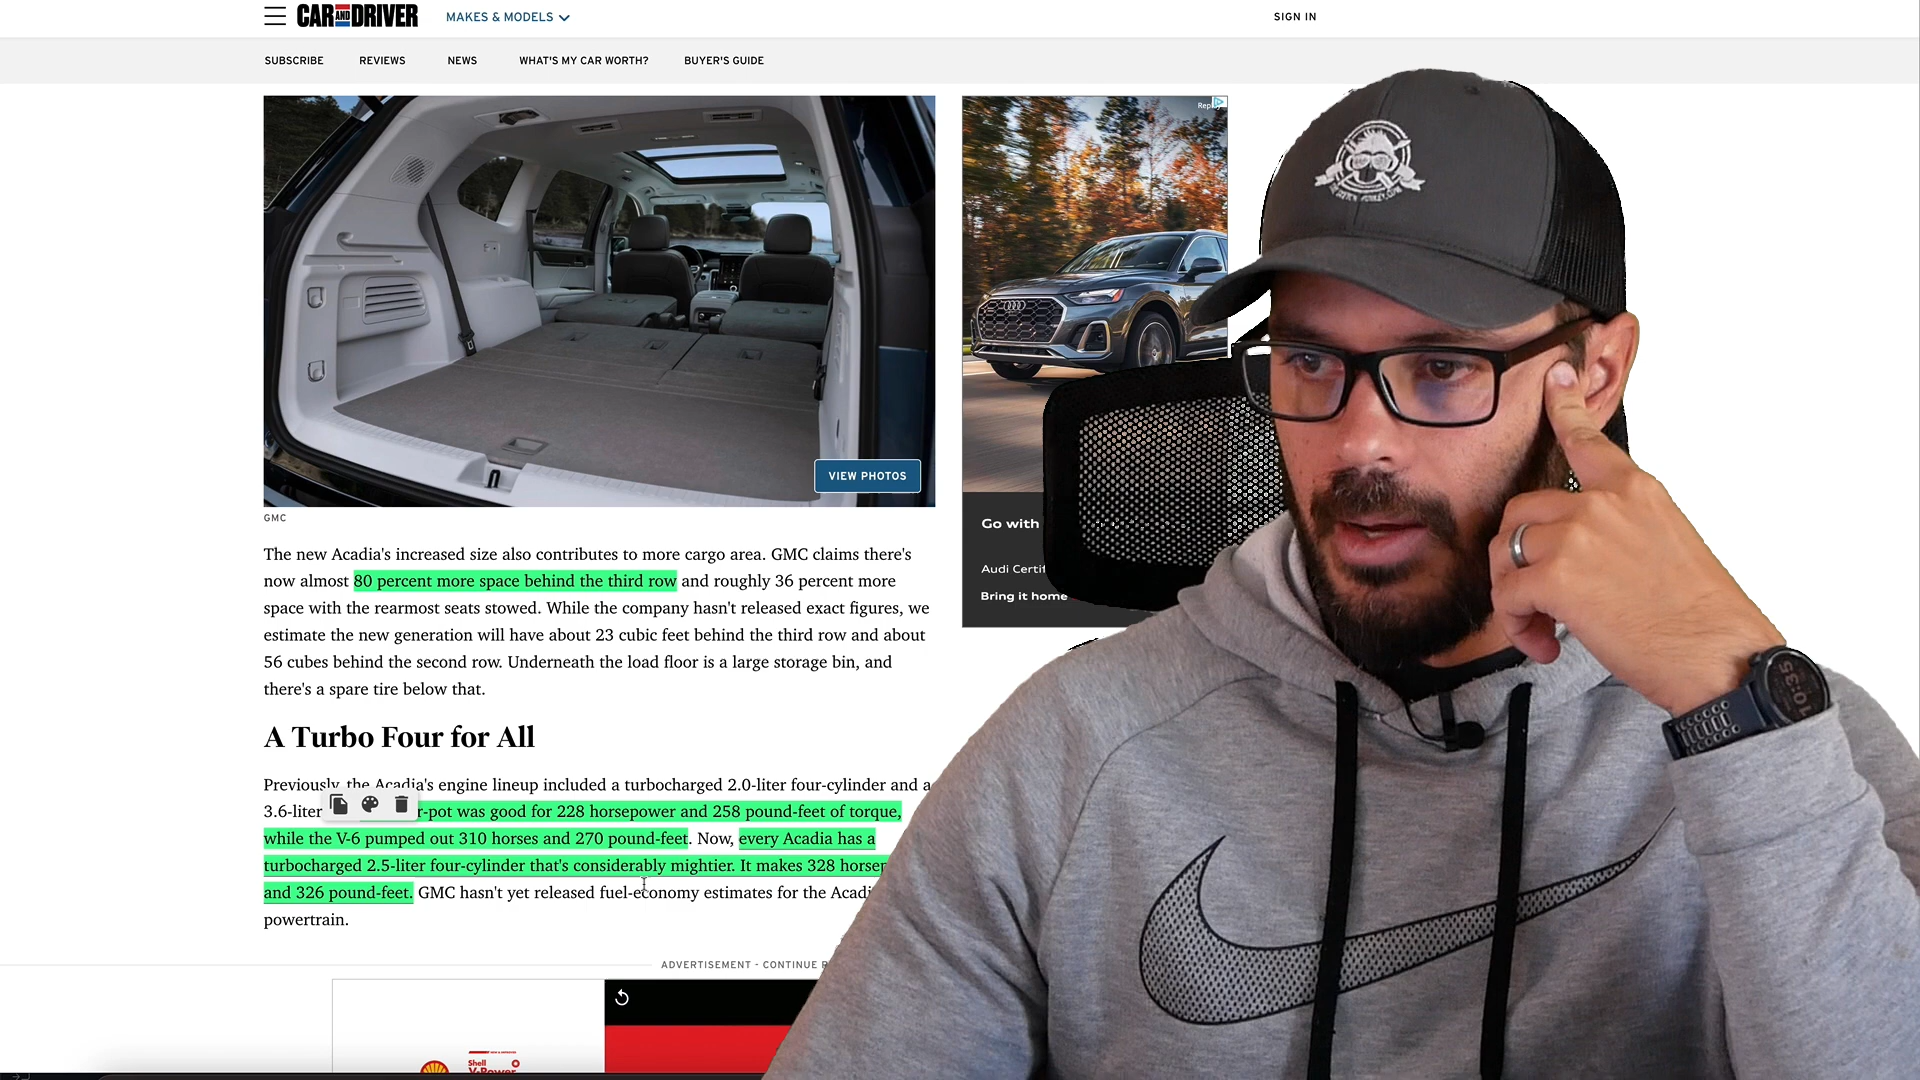 CAR AND DRIVER
MAKES & MODELS
SIGN IN
SUBSCRIBE
REVIEWS
NEWS
WHAT'S MY CAR WORTH?
BUYER'S GUIDE
VIEW PHOTOS
GMC
The new Acadia's increased size also contributes to more cargo area. GMC claims there's
now almost 80 percent more space behind the third row and roughly 36 percent more
space with the rearmost seats stowed. While the company hasn't released exact figures, we
estimate the new generation will have about 23 cubic feet behind the third row and about
56 cubes behind the second row. Underneath the load floor is a large storage bin, and
there's a spare tire below that.
A Turbo Four for All
Previously, the Acadia's engine lineup included a turbocharged 2.0-liter four-cylinder and a
3.6-liter r-pot was good for 228 horsepower and 258 pound-feet of torque,
while the V-6 pumped out 310 horses and 270 pound-feet. Now, every Acadia has a
turbocharged 2.5-liter four-cylinder that's considerably mightier. It makes 328 horsep
and 326 pound-feet. GMC hasn't yet released fuel-economy estimates for the Acadi
powertrain.
ADVERTISEMENT - CONTINUE R
Shell
V-Power
Go with
Audi Certif
Bring it home
10:35